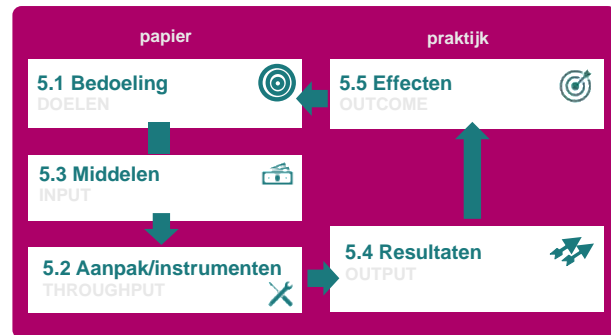 papier
praktijk
5.1 Bedoeling
DOELEN
5.5 Effecten
OUTCOME
5.3 Middelen
INPUT
5.2 Aanpak/instrumenten
THROUGHPUT
5.4 Resultaten
OUTPUT